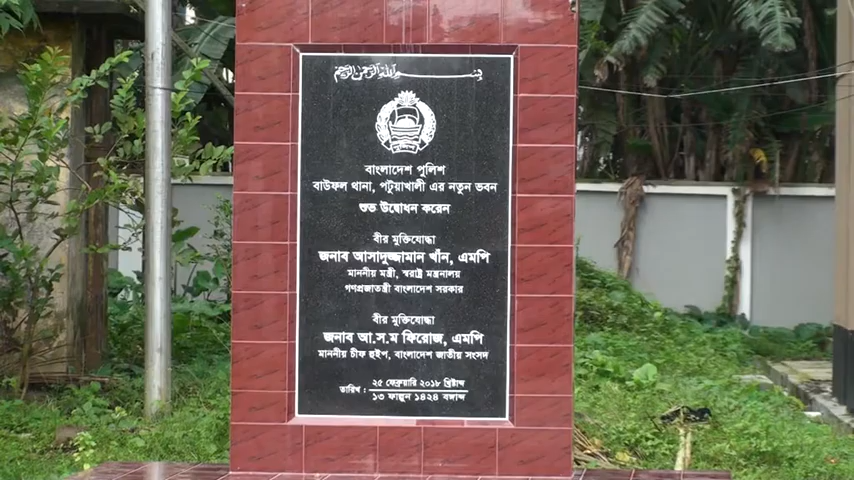 بسم الله الرحمن الرحيم
বাংলাদেশ পুলিশ
বাউফল থানা, পটুয়াখালী এর নতুন ভবন
শুভ উদ্বোধন করেন
বীর মুক্তিযোদ্ধা
জনাব আসাদুজ্জামান খাঁন, এমপি
মাননীয় মন্ত্রী, স্বরাষ্ট্র মন্ত্রনালয়
গণপ্রজাতন্ত্রী বাংলাদেশ সরকার
বীর মুক্তিযোদ্ধা
জনাব আ.স.ম ফিরোজ, এমপি
মাননীয় চীফ হুইপ, বাংলাদেশ জাতীয় সংসদ
তারিখ : ২৫ ফেব্রুয়ারি ২০১৮ খ্রিষ্টাব্দ
১৩ ফাল্গুন ১৪২৪ বঙ্গাব্দ